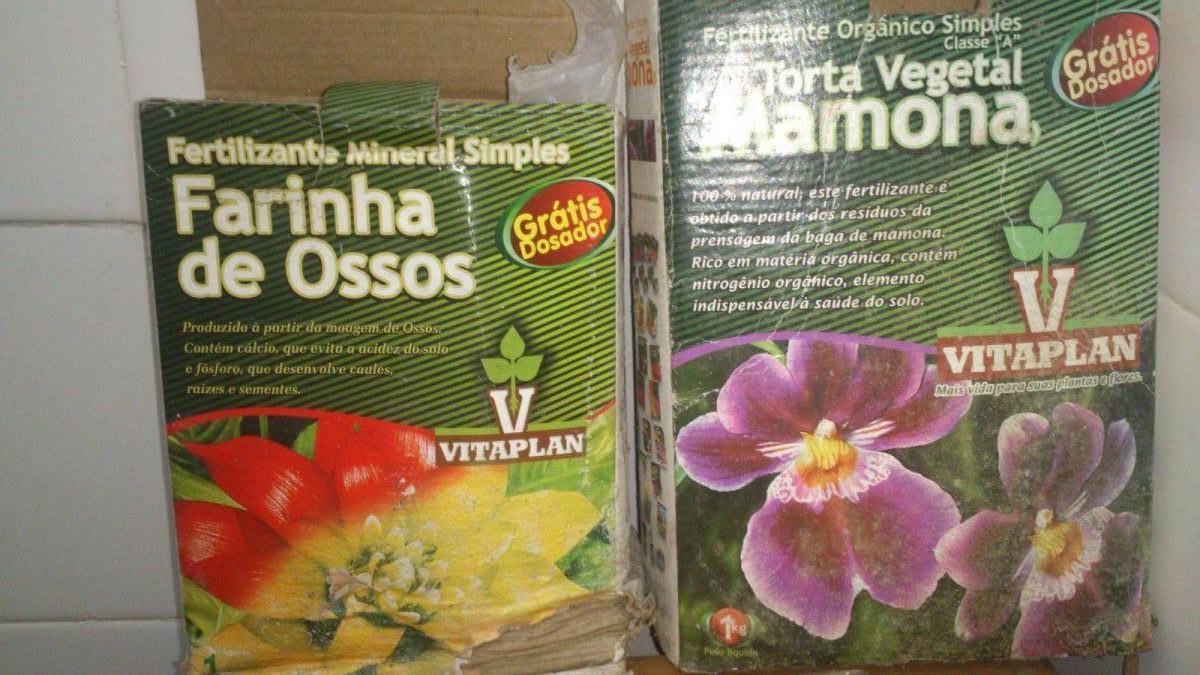 Fertilizante Mineral Simples
Farinha
de Ossos
Grátis
Dosador
Produzido à partir da moagem de Ossos.
Contém cálcio, que evita a acidez do solo
e fósforo, que desenvolve caules,
raízes e sementes.
V
VITAPLAN
1
Fertilizante Orgânico Simples
Classe "A"
Torta Vegetal
Mamona
Grátis
Dosador
100 % natural, este fertilizante é
obtido a partir dos resíduos da
prensagem da baga de mamona.
Rico em matéria orgânica, contém
nitrogênio orgânico, elemento
indispensável à saúde do solo.
V
VITAPLAN
Mais vida para suas plantas e flores.
1kg
Peso líquido